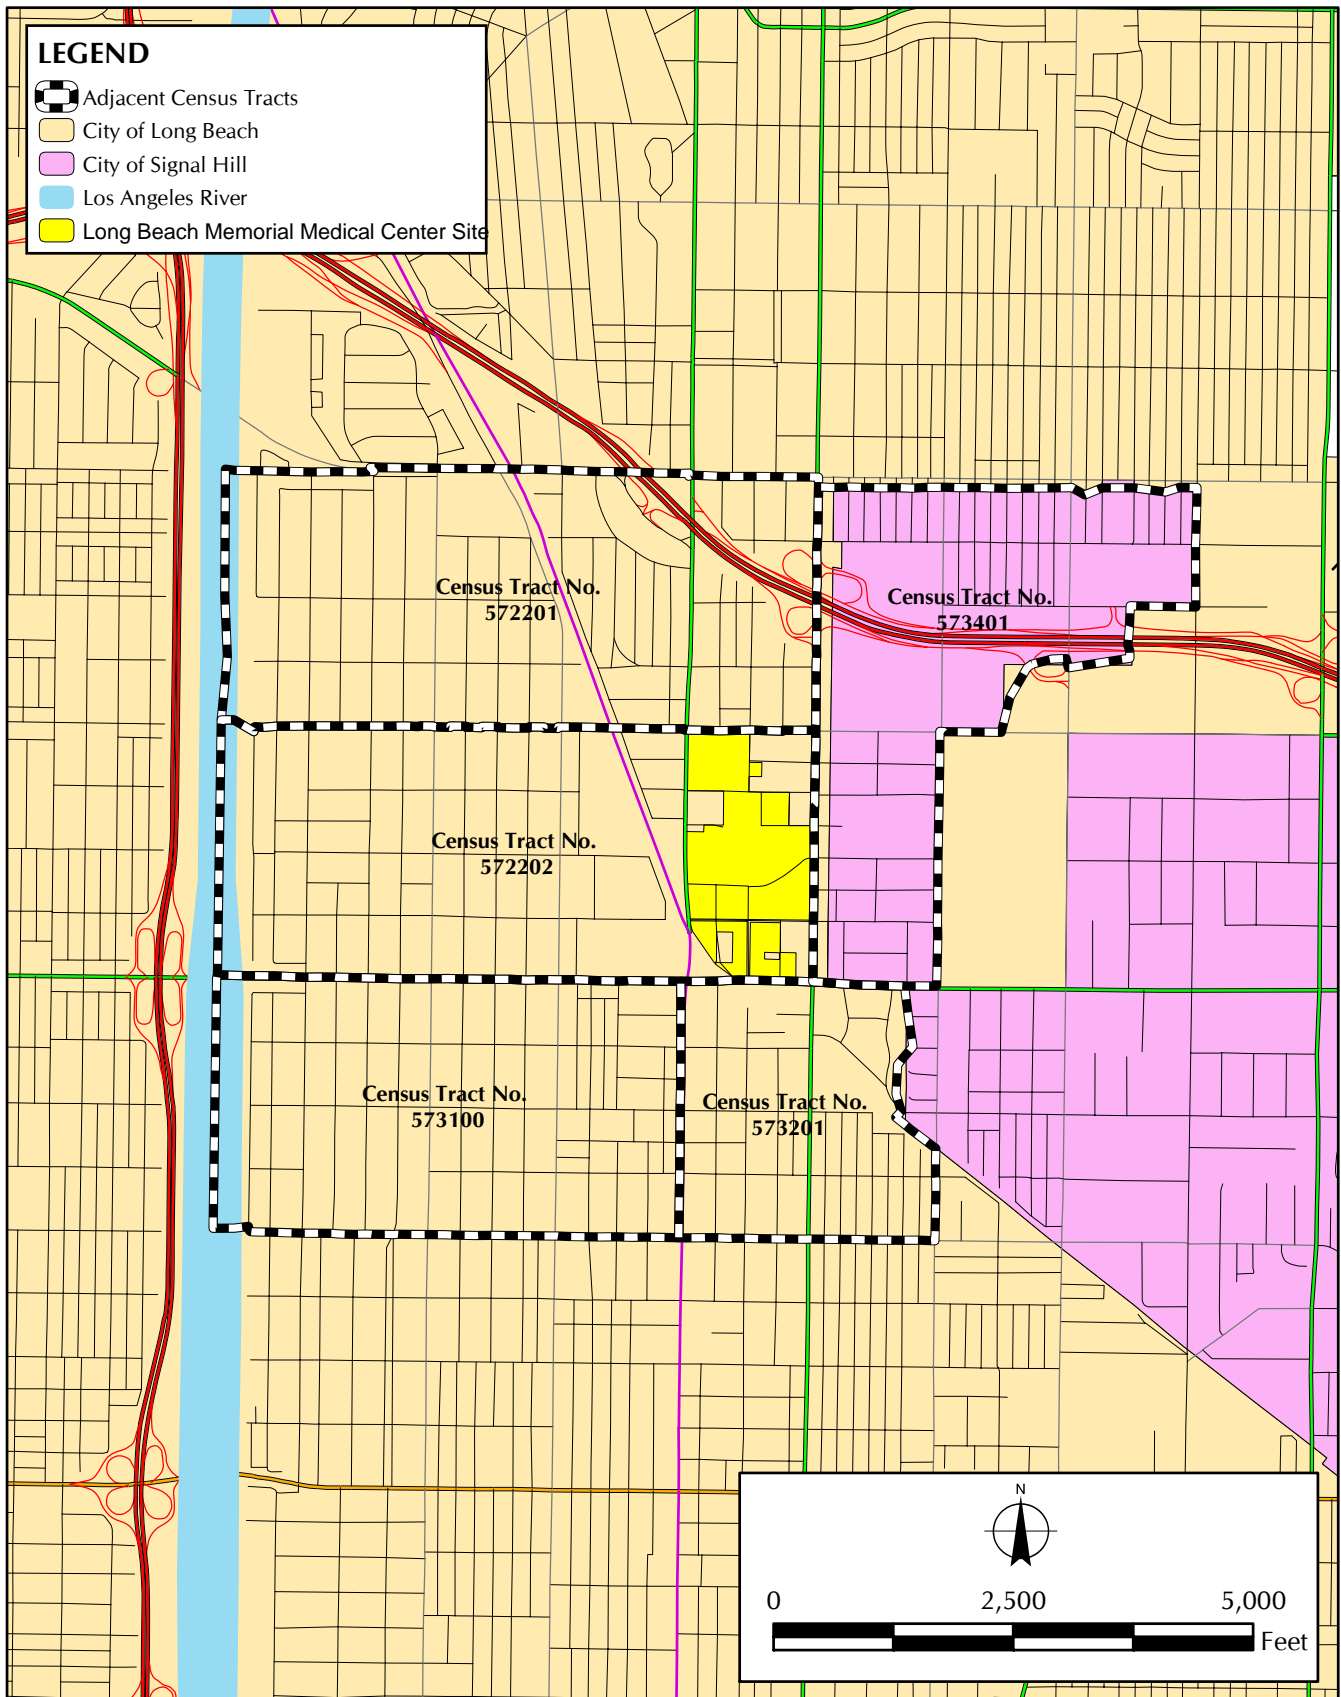 LEGEND
Adjacent Census Tracts
City of Long Beach
City of Signal Hill
Los Angeles River
Long Beach Memorial Medical Center Site
Census Tract No.
572201
Census Tract No.
573401
Census Tract No.
572202
Census Tract No.
573100
Census Tract No.
573201
N
0 2,500 5,000
Feet